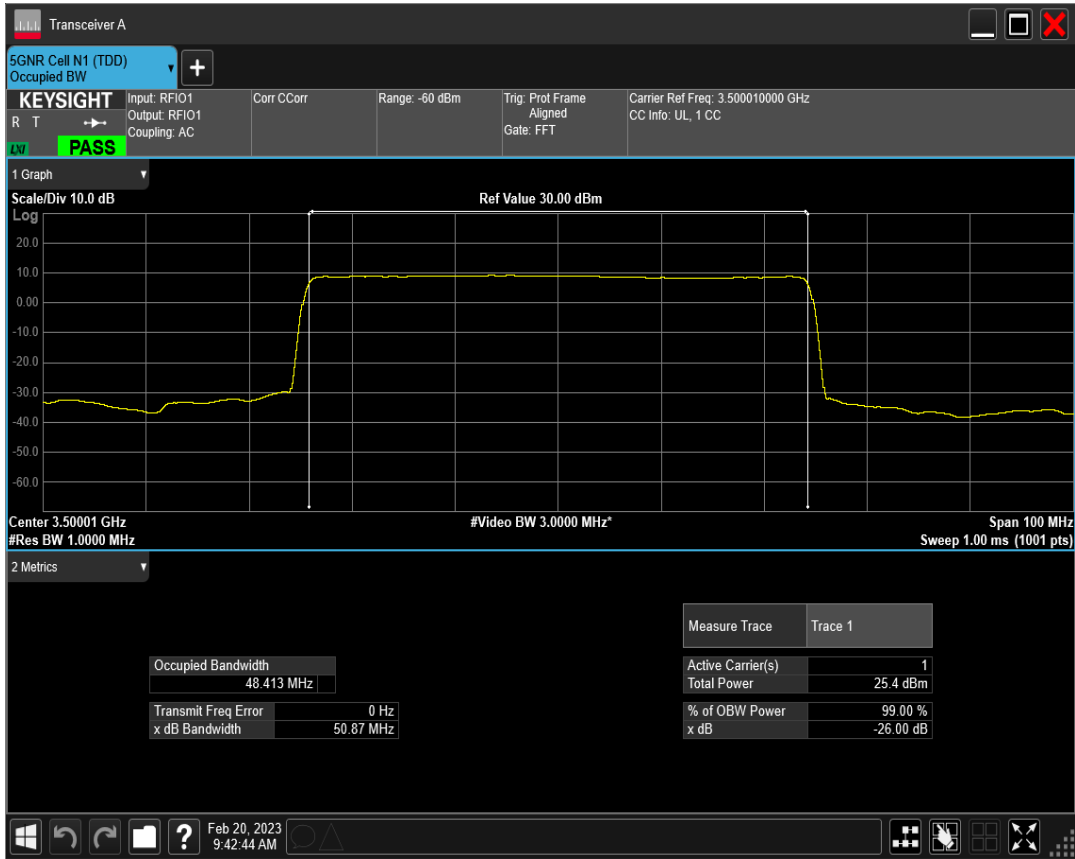 Transceiver A
5GNR Cell N1 (TDD)
Occupied BW
+
KEYSIGHT
R T
LXI
PASS
Input: RFIO1
Output: RFIO1
Coupling: AC
Corr CCorr
Range: -60 dBm
Trig: Prot Frame
Aligned
Gate: FFT
Carrier Ref Freq: 3.500010000 GHz
CC Info: UL, 1 CC
1 Graph
Scale/Div 10.0 dB
Ref Value 30.00 dBm
Log
20.0
10.0
0.00
-10.0
-20.0
-30.0
-40.0
-50.0
-60.0
Center 3.50001 GHz
#Video BW 3.0000 MHz*
Span 100 MHz
#Res BW 1.0000 MHz
Sweep 1.00 ms (1001 pts)
2 Metrics
Measure Trace Trace 1
Occupied Bandwidth
48.413 MHz
Active Carrier(s) 1
Total Power 25.4 dBm
Transmit Freq Error 0 Hz
x dB Bandwidth 50.87 MHz
% of OBW Power 99.00 %
x dB -26.00 dB
?
Feb 20, 2023
9:42:44 AM